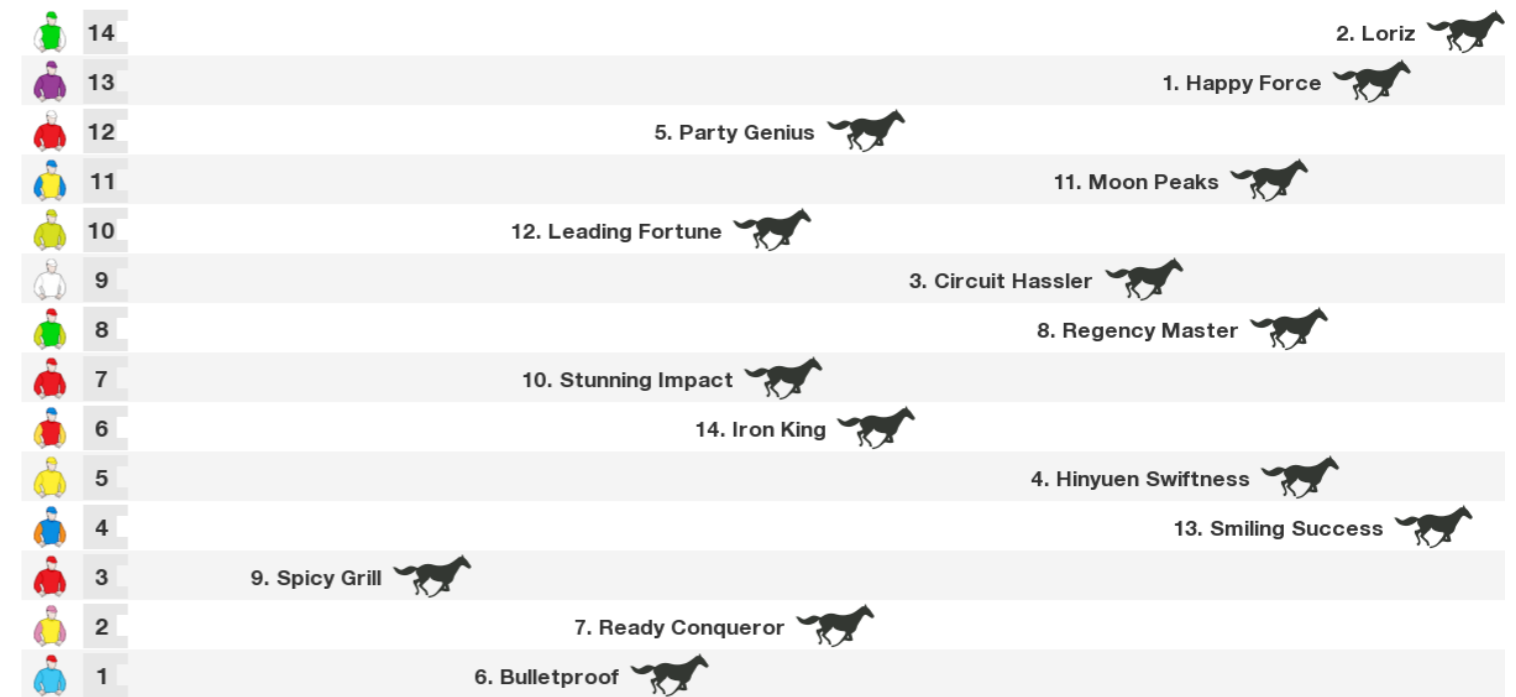 14 2. Loriz
13 1. Happy Force
12 5. Party Genius
11 11. Moon Peaks
10 12. Leading Fortune
9 3. Circuit Hassler
8 8. Regency Master
7 10. Stunning Impact
6 14. Iron King
5 4. Hinyuen Swiftness
4 13. Smiling Success
3 9. Spicy Grill
2 7. Ready Conqueror
1 6. Bulletproof